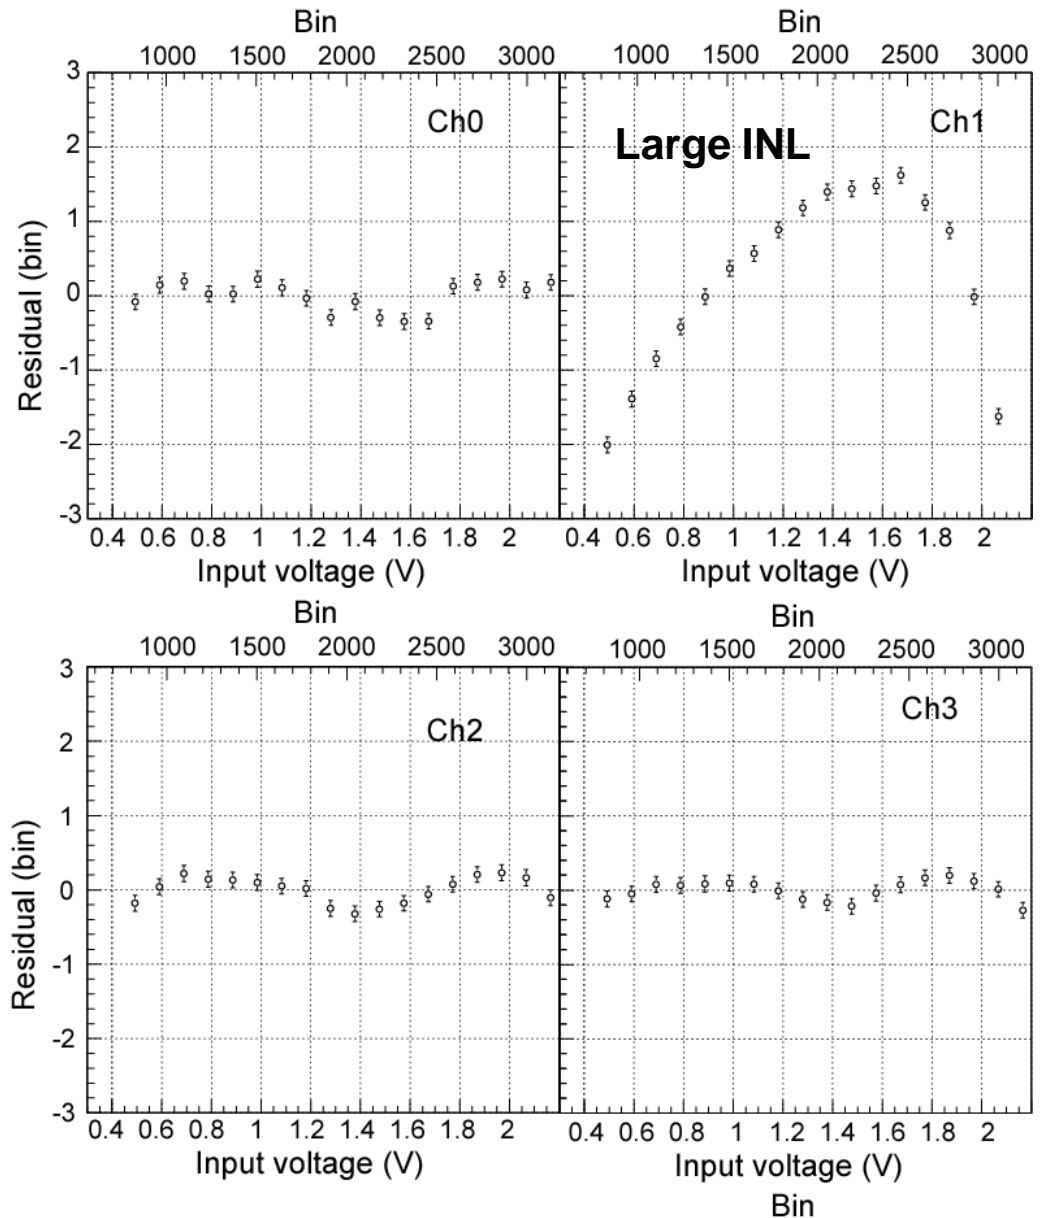 Bin Bin
1000 1500 2000 2500 3000 1000 1500 2000 2500 3000
3
Ch0 Ch1
2
Large INL
1
0
-1
-2
-3
Residual (bin)
0.4 0.6 0.8 1 1.2 1.4 1.6 1.8 2 0.4 0.6 0.8 1 1.2 1.4 1.6 1.8 2
Input voltage (V) Input voltage (V)
Bin Bin
1000 1500 2000 2500 3000 1000 1500 2000 2500 3000
3
Ch2 Ch3
2
1
0
-1
-2
-3
Residual (bin)
0.4 0.6 0.8 1 1.2 1.4 1.6 1.8 2 0.4 0.6 0.8 1 1.2 1.4 1.6 1.8 2
Input voltage (V) Input voltage (V)
Bin